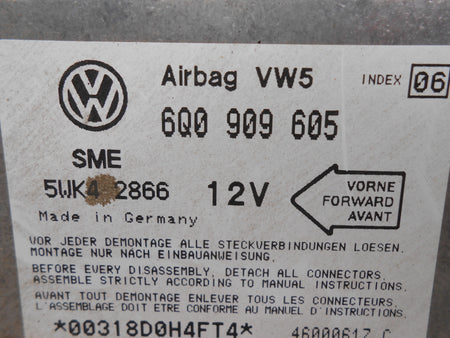 Airbag VW5 INDEX 06
6Q0 909 605
SME
5WK4 2866 12V
VORNE
FORWARD
AVANT
Made in Germany
VOR JEDER DEMONTAGE ALLE STECKVERBINDUNGEN LOESEN.
MONTAGE NUR NACH EINBAUANWEISUNG.
BEFORE EVERY DISASSEMBLY, DETACH ALL CONNECTORS.
ASSEMBLE STRICTLY ACCORDING TO MANUAL INSTRUCTIONS.
AVANT TOUT DEMONTAGE ENLEVER TOUS LES CONNECTEURS.
L'ASSEMBLAGE DOIT ETRE CONFORME AU MANUEL D'INSTRUCTIONS.
*00318D0H4FT4* 46000617 C